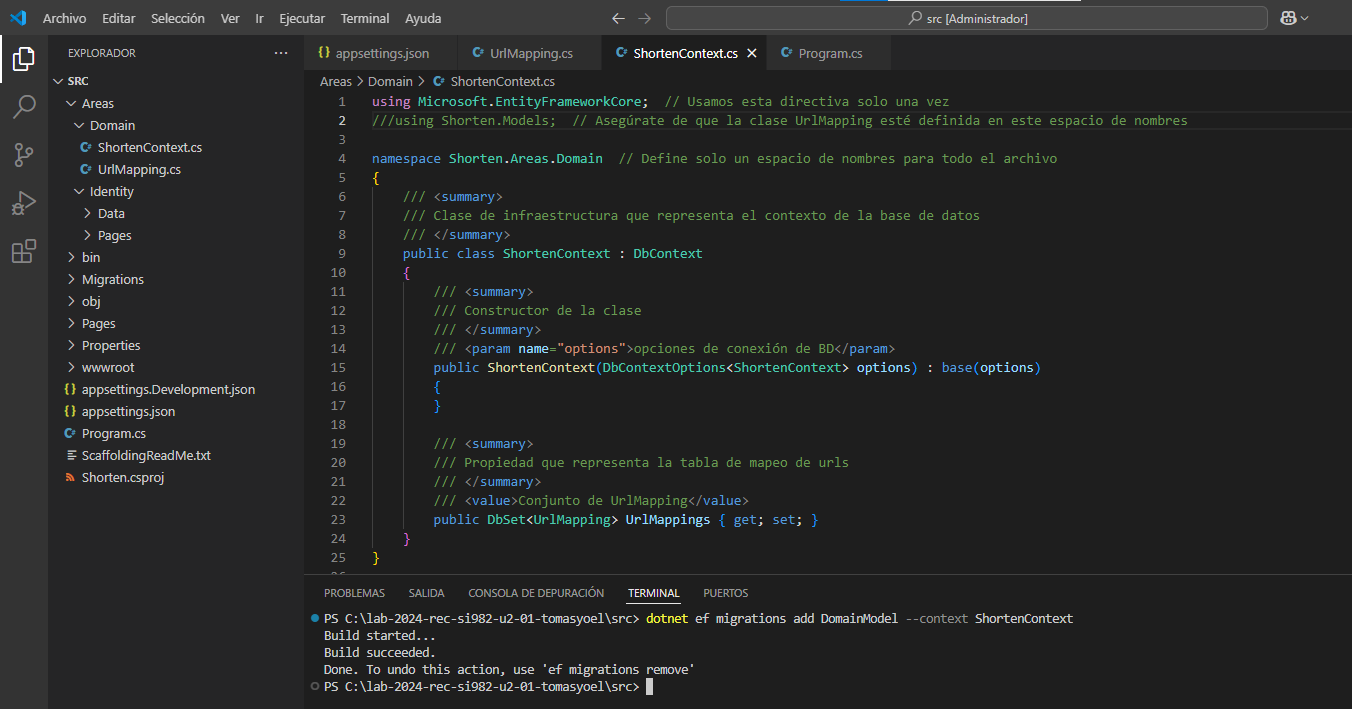 Archivo Editar Selección Ver Ir Ejecutar Terminal Ayuda
src [Administrador]
EXPLORADOR ...
SRC
Areas
Domain
C# ShortenContext.cs
C# UrlMapping.cs
Identity
Data
Pages
bin
Migrations
obj
Pages
Properties
wwwroot
{} appsettings.Development.json
{} appsettings.json
C# Program.cs
ScaffoldingReadMe.txt
Shorten.csproj
{} appsettings.json C# UrlMapping.cs C# ShortenContext.cs C# Program.cs
Areas > Domain > C# ShortenContext.cs
1 using Microsoft.EntityFrameworkCore;  // Usamos esta directiva solo una vez
2 ///using Shorten.Models;  // Asegúrate de que la clase UrlMapping esté definida en este espacio de nombres
3
4 namespace Shorten.Areas.Domain  // Define solo un espacio de nombres para todo el archivo
5 {
6     /// <summary>
7     /// Clase de infraestructura que representa el contexto de la base de datos
8     /// </summary>
9     public class ShortenContext : DbContext
10     {
11         /// <summary>
12         /// Constructor de la clase
13         /// </summary>
14         /// <param name="options">opciones de conexión de BD</param>
15         public ShortenContext(DbContextOptions<ShortenContext> options) : base(options)
16         {
17         }
18
19         /// <summary>
20         /// Propiedad que representa la tabla de mapeo de urls
21         /// </summary>
22         /// <value>Conjunto de UrlMapping</value>
23         public DbSet<UrlMapping> UrlMappings { get; set; }
24     }
25 }
PROBLEMAS SALIDA CONSOLA DE DEPURACIÓN TERMINAL PUERTOS
PS C:\lab-2024-rec-si982-u2-01-tomasyoel\src> dotnet ef migrations add DomainModel --context ShortenContext
Build started...
Build succeeded.
Done. To undo this action, use 'ef migrations remove'
PS C:\lab-2024-rec-si982-u2-01-tomasyoel\src>